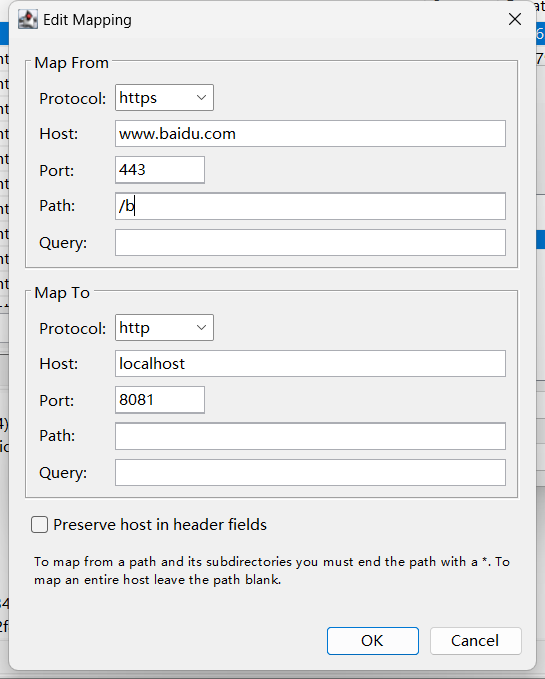 Edit Mapping
Map From
Protocol: https
Host: www.baidu.com
Port: 443
Path: /b
Query:
Map To
Protocol: http
Host: localhost
Port: 8081
Path:
Query:
Preserve host in header fields
To map from a path and its subdirectories you must end the path with a *. To
map an entire host leave the path blank.
OK Cancel